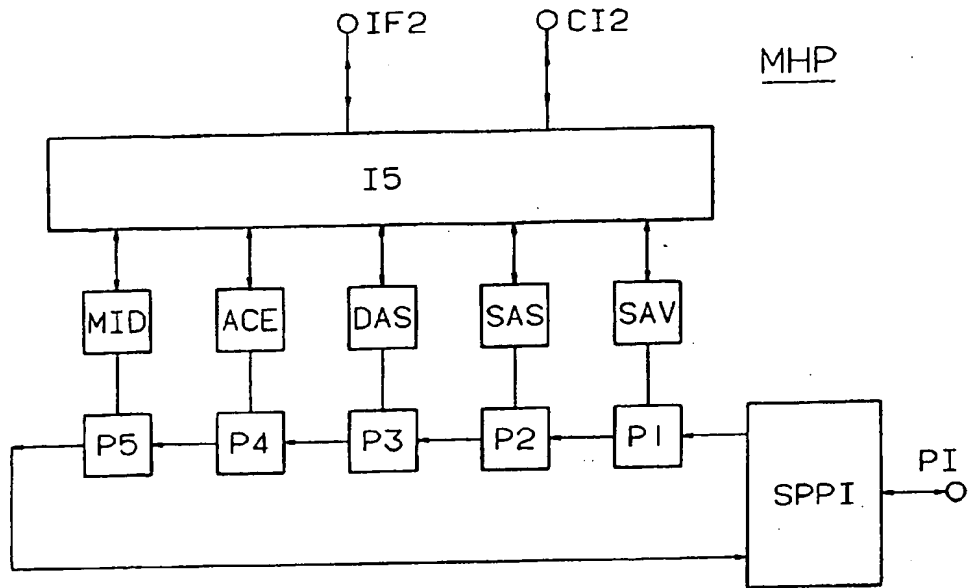 IF2
CI2
MHP
I5
MID
ACE
DAS
SAS
SAV
P5
P4
P3
P2
P1
SPPI
PI